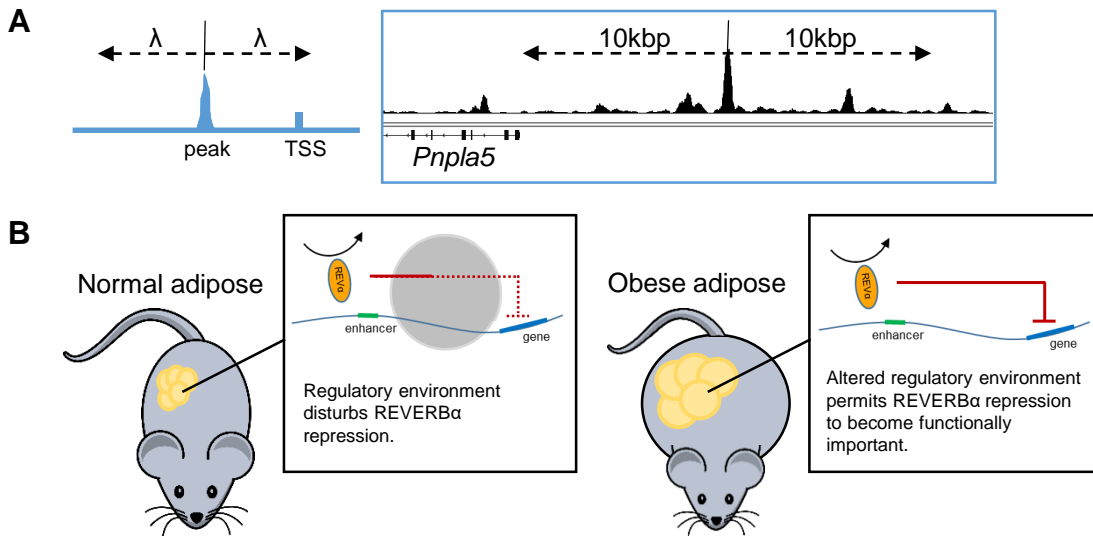 A
λ
λ
peak
TSS
10kbp
10kbp
Pnpla5
B
Normal adipose
REVα
enhancer
gene
Regulatory environment
disturbs REVERBα
repression.
Obese adipose
REVα
enhancer
gene
Altered regulatory environment
permits REVERBα repression
to become functionally
important.